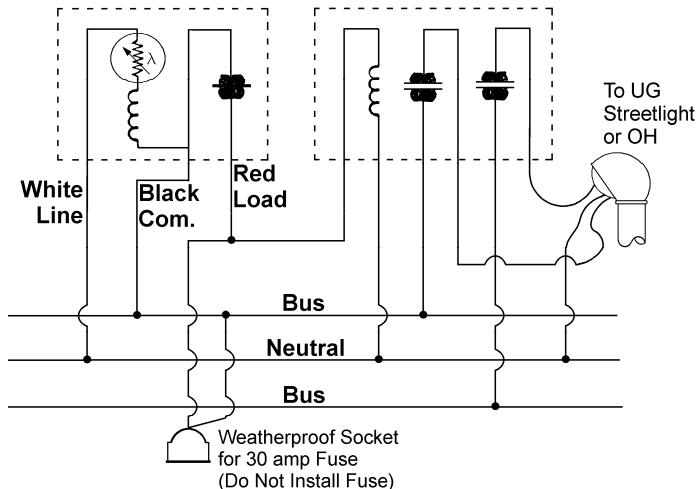 To UG
Streetlight
or OH
λ
White
Line
Black
Com.
Red
Load
Bus
Neutral
Bus
Weatherproof Socket
for 30 amp Fuse
(Do Not Install Fuse)